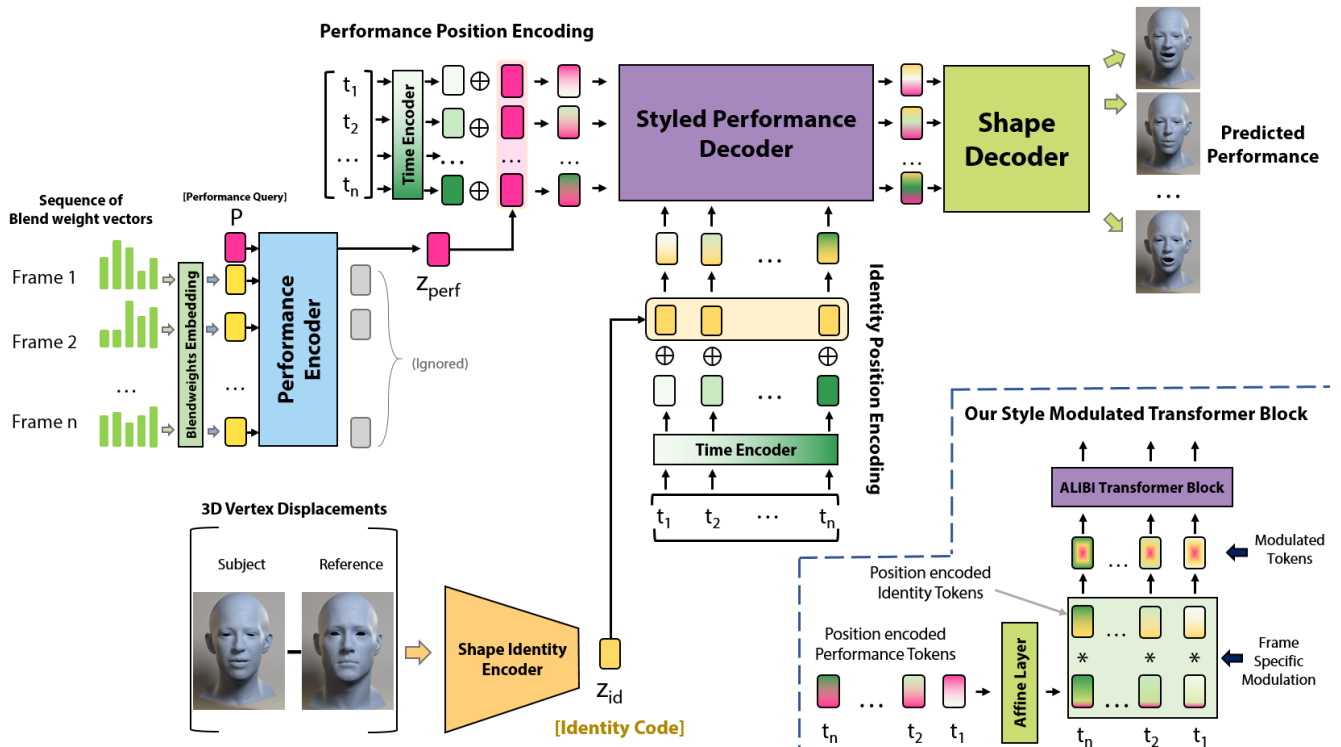 Performance Position Encoding
t1
t2
...
tn
Time Encoder
⊕
⊕
...
...
⊕
...
Styled Performance
Decoder
...
Shape
Decoder
Predicted
Performance
...
Sequence of
Blend weight vectors
[Performance Query]
P
Frame 1
Frame 2
...
Frame n
Blendweights Embedding
...
Performance
Encoder
(Ignored)
zperf
...
...
⊕ ⊕ ⊕
...
Time Encoder
t1 t2 ... tn
Identity Position Encoding
3D Vertex Displacements
Subject
Reference
Shape Identity
Encoder
zid
[Identity Code]
Our Style Modulated Transformer Block
ALIBI Transformer Block
...
Modulated
Tokens
Position encoded
Identity Tokens
...
* * *
...
Frame
Specific
Modulation
Position encoded
Performance Tokens
...
tn ... t2 t1
Affine Layer
tn ... t2 t1